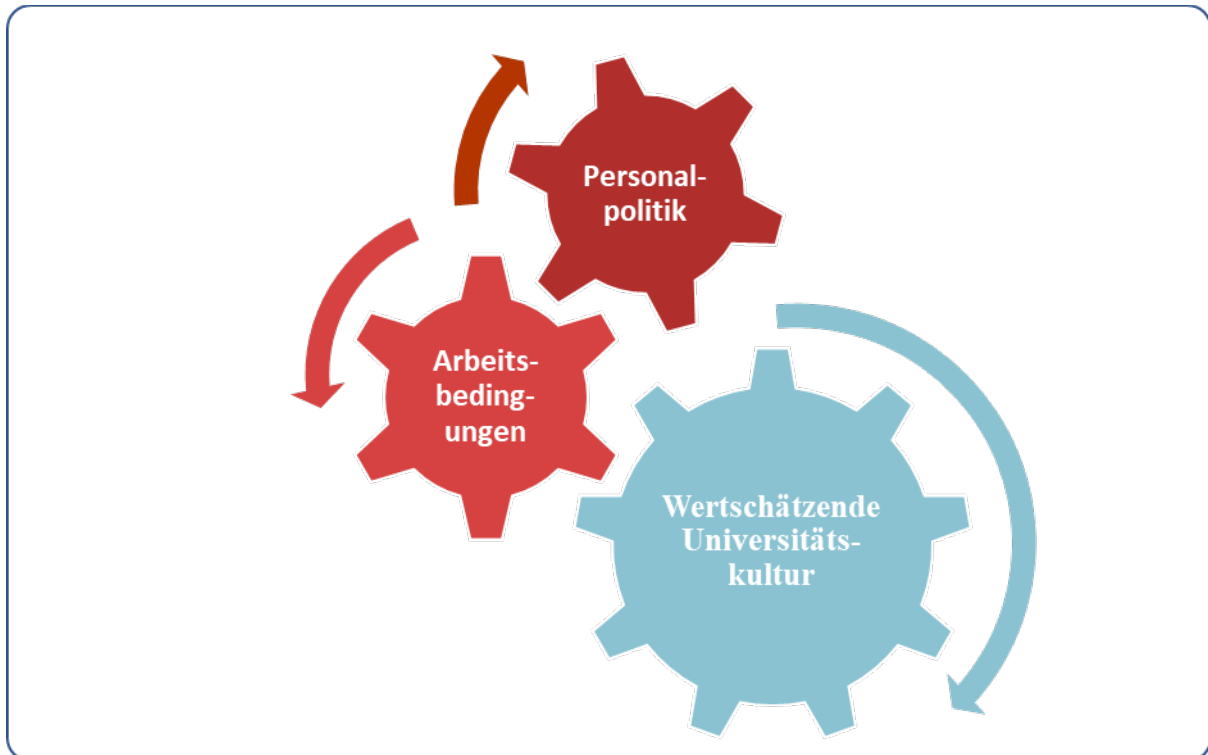 Personal-
politik
Arbeits-
beding-
ungen
Wertschätzende
Universitäts-
kultur